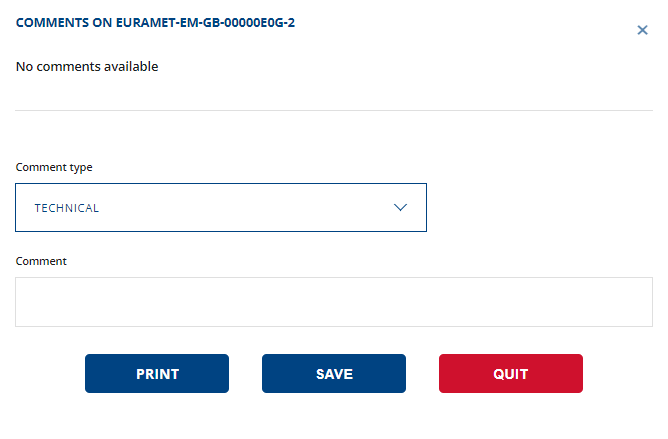 COMMENTS ON EURAMET-EM-GB-00000E0G-2
No comments available
Comment type
TECHNICAL
Comment
PRINT
SAVE
QUIT